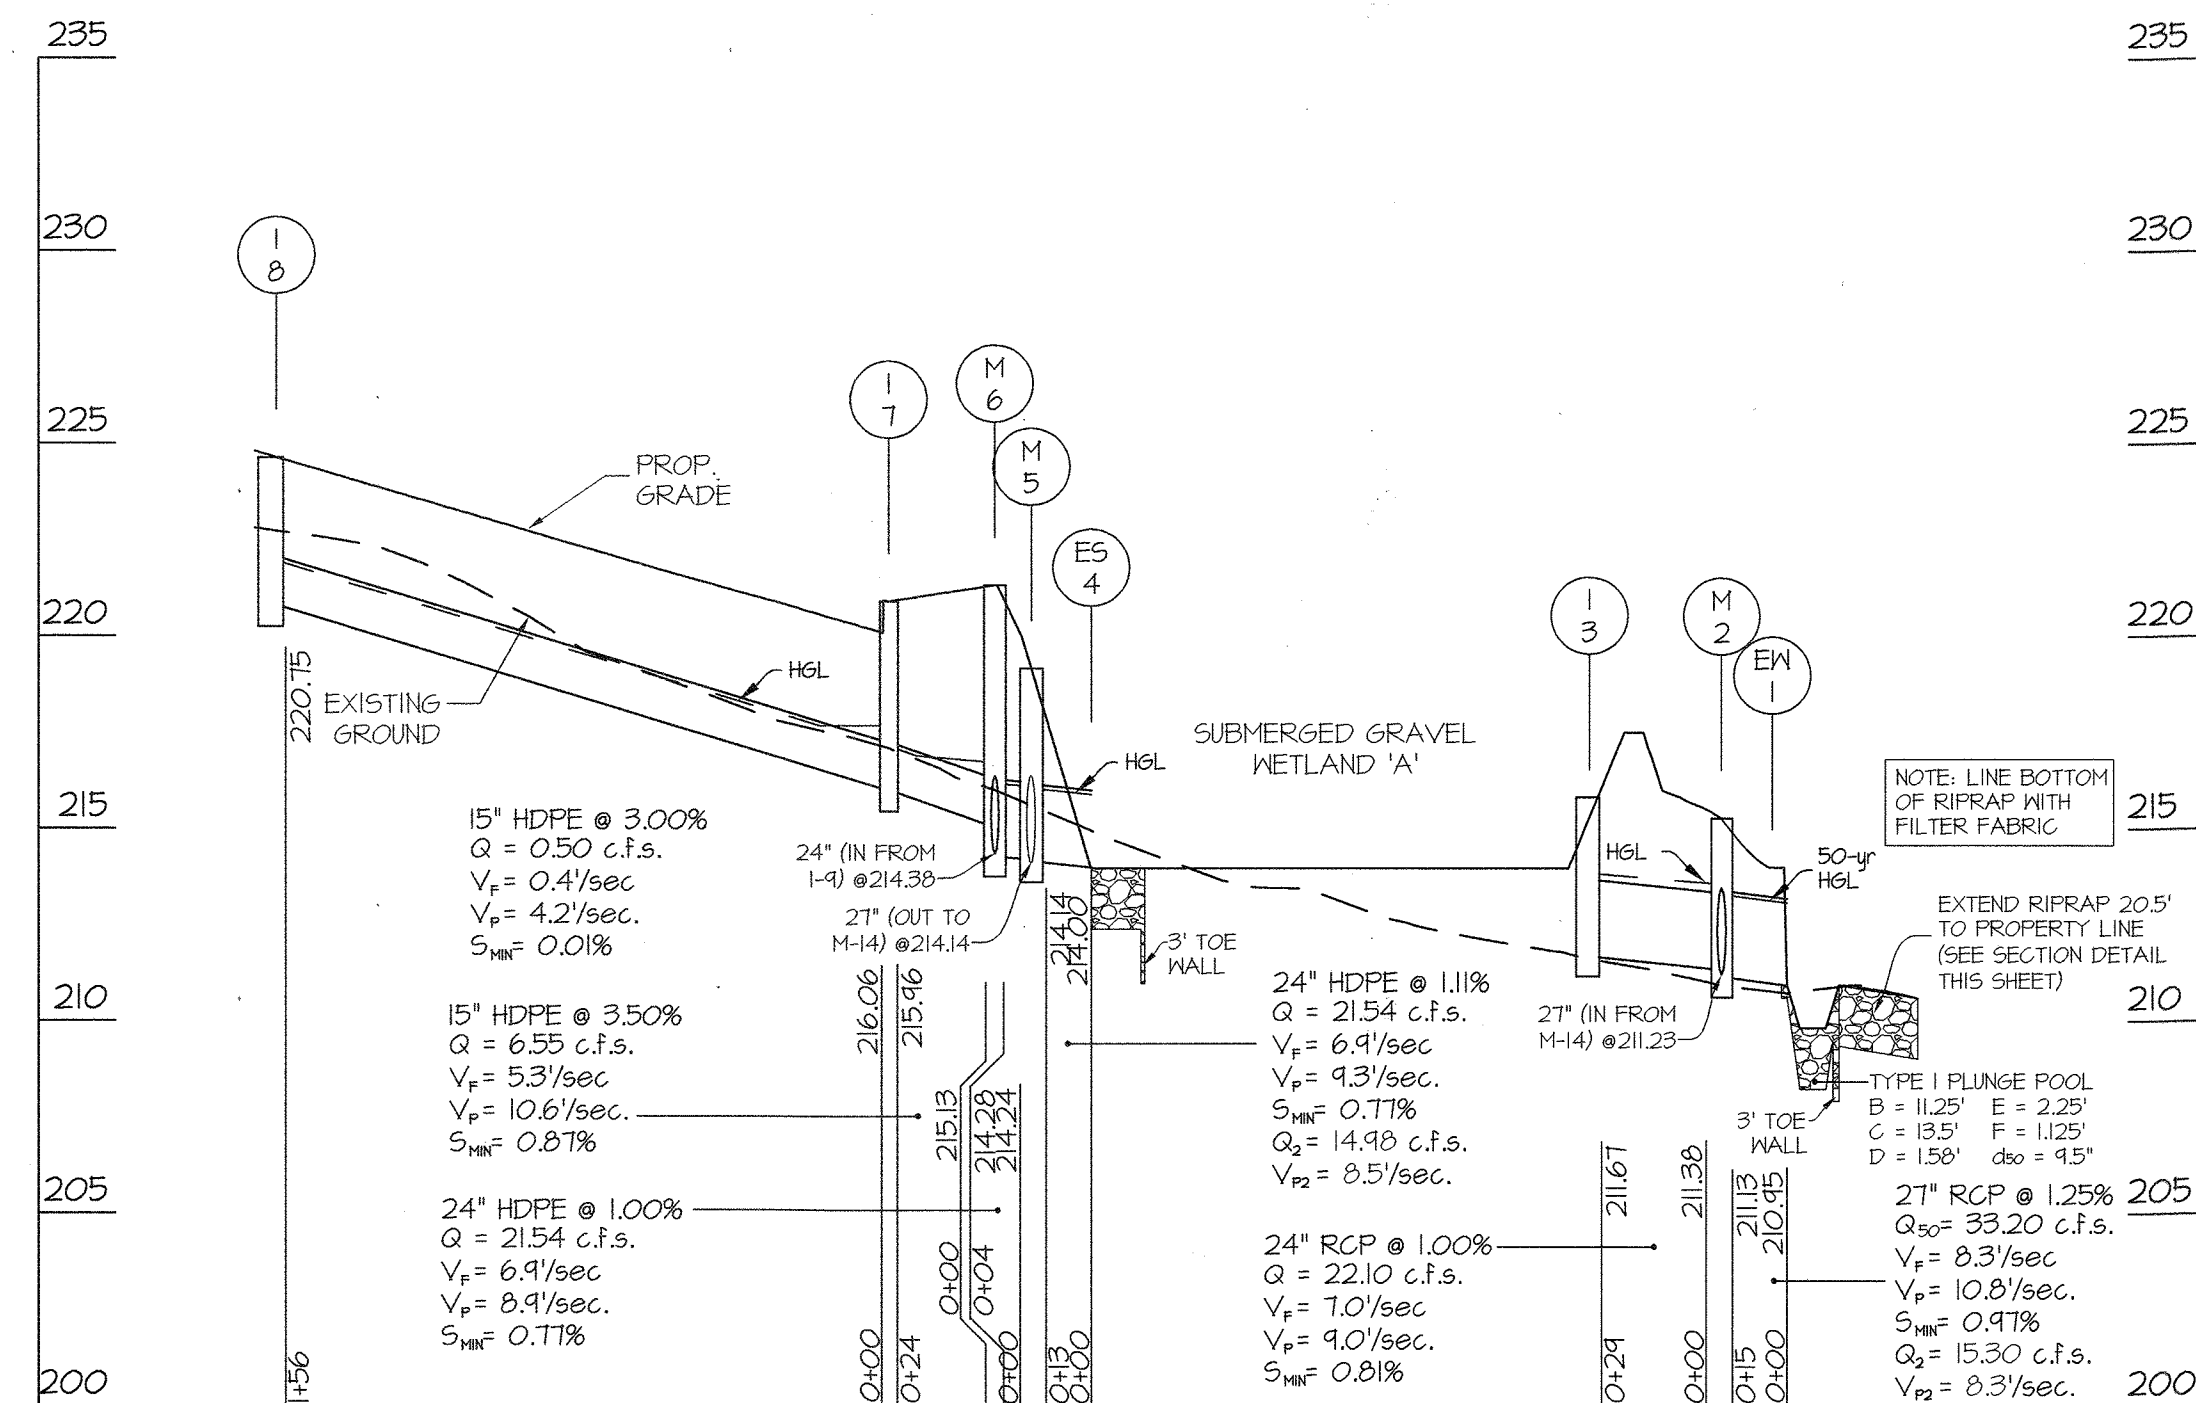 235
235
230
230
I
8
225
225
I
7
M
6
M
5
PROP.
GRADE
ES
4
220
220
I
3
M
2
EW
1
220.75
EXISTING
GROUND
HGL
HGL
SUBMERGED GRAVEL
WETLAND 'A'
NOTE: LINE BOTTOM
OF RIPRAP WITH
FILTER FABRIC
215
215
15" HDPE @ 3.00%
Q = 0.50 c.f.s.
VF = 0.4'/sec
VP = 4.2'/sec.
SMIN = 0.01%
24" (IN FROM
I-9) @214.38
27" (OUT TO
M-14) @214.14
214.14
214.00
3' TOE
WALL
HGL
50-yr
HGL
EXTEND RIPRAP 20.5'
TO PROPERTY LINE
(SEE SECTION DETAIL
THIS SHEET)
210
210
15" HDPE @ 3.50%
Q = 6.55 c.f.s.
VF = 5.3'/sec
VP = 10.6'/sec.
SMIN = 0.87%
216.06
215.96
215.13
214.28
214.24
24" HDPE @ 1.11%
Q = 21.54 c.f.s.
VF = 6.9'/sec
VP = 9.3'/sec.
SMIN = 0.77%
Q2 = 14.98 c.f.s.
VP2 = 8.5'/sec.
27" (IN FROM
M-14) @211.23
TYPE I PLUNGE POOL
B = 11.25' E = 2.25'
C = 13.5' F = 1.125'
D = 1.58' d50 = 9.5"
3' TOE
WALL
205
205
24" HDPE @ 1.00%
Q = 21.54 c.f.s.
VF = 6.9'/sec
VP = 8.9'/sec.
SMIN = 0.77%
24" RCP @ 1.00%
Q = 22.10 c.f.s.
VF = 7.0'/sec
VP = 9.0'/sec.
SMIN = 0.81%
211.67
211.38
211.13
210.95
27" RCP @ 1.25%
Q50 = 33.20 c.f.s.
VF = 8.3'/sec
VP = 10.8'/sec.
SMIN = 0.97%
Q2 = 15.30 c.f.s.
VP2 = 8.3'/sec.
200
200
1+56
0+00
0+24
0+00
0+04
0+00
0+13
0+00
0+29
0+00
0+15
0+00